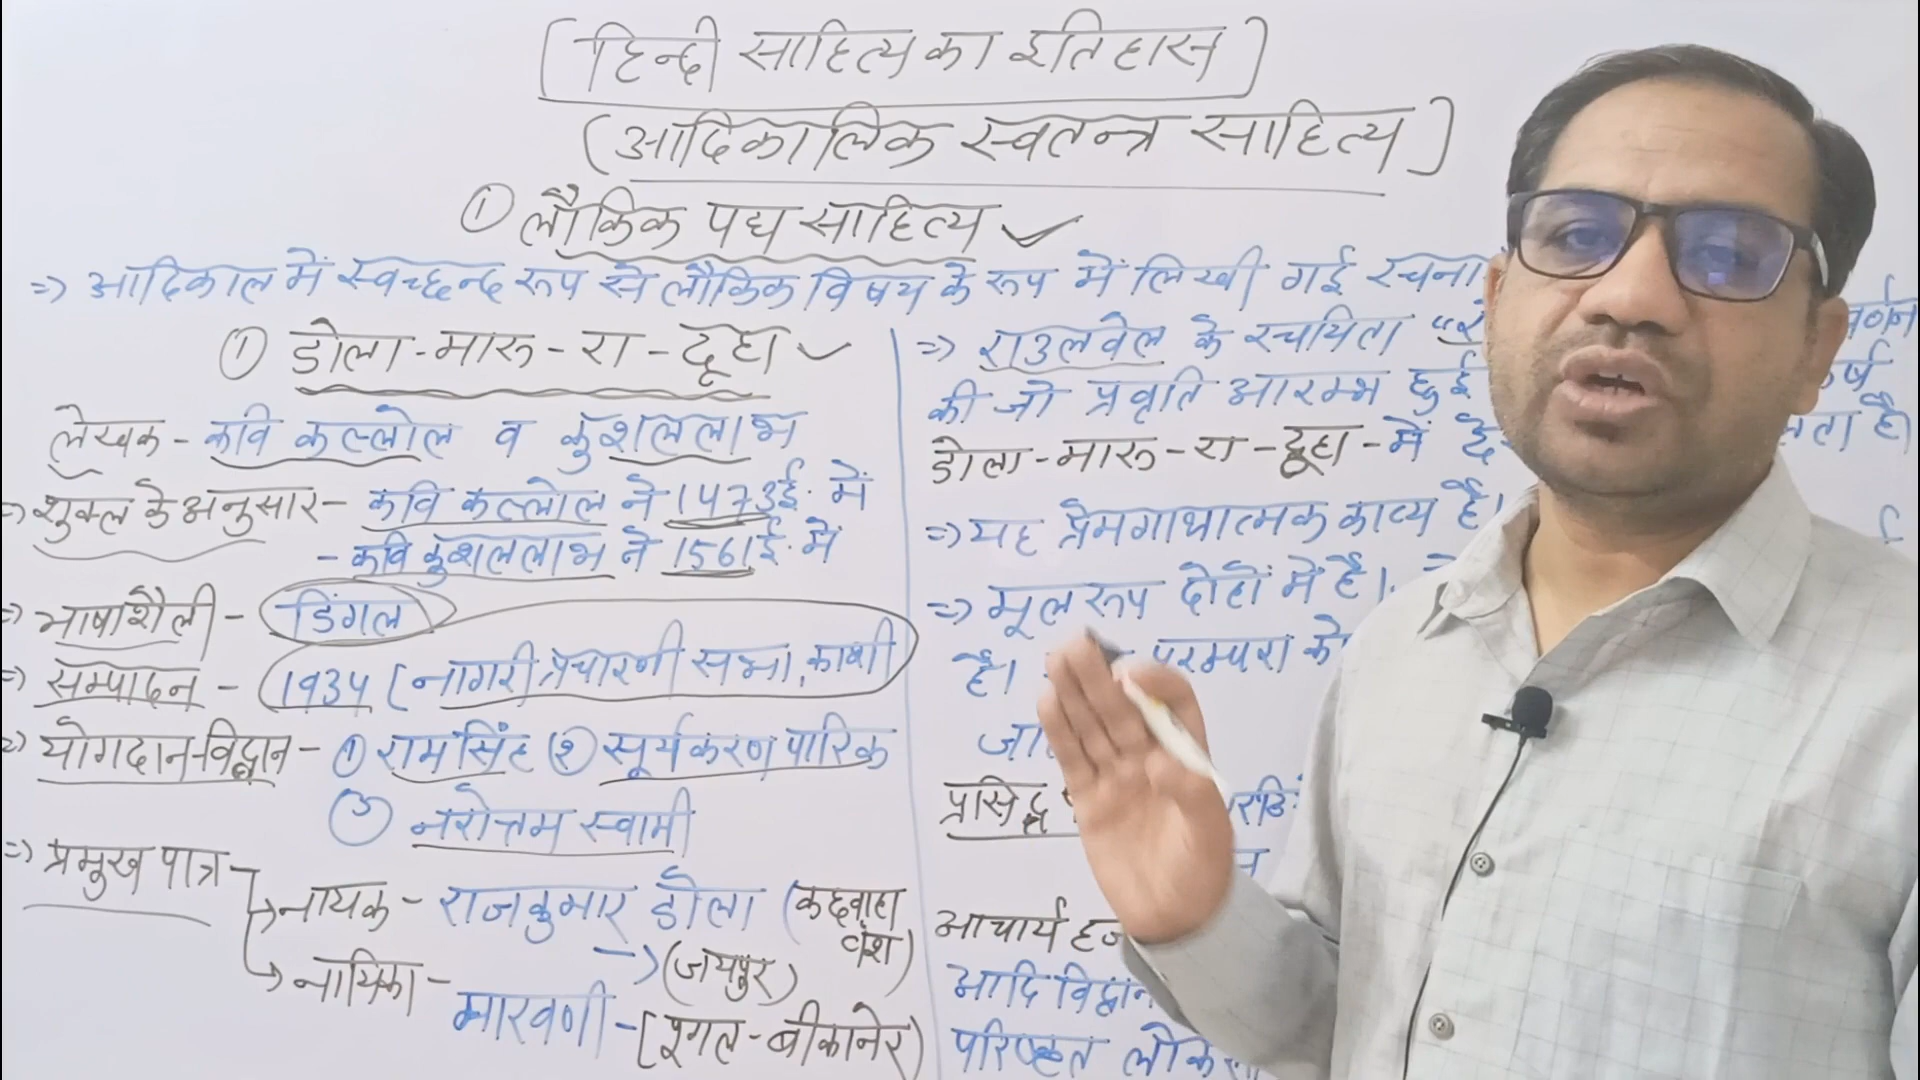 [हिन्दी साहित्य का इतिहास]
(आदिकालिक स्वतन्त्र साहित्य)
① लौकिक पद्य साहित्य ✓
=> आदिकाल में स्वच्छन्द रूप से लौकिक विषय के रूप में लिखी गई रचना
① ढोला-मारू-रा-दूहा ✓
लेखक - कवि कल्लोल व कुशललाभ
=> शुक्ल के अनुसार - कवि कल्लोल ने 1473 ई. में
- कवि कुशललाभ ने 1561 ई. में
=> भाषाशैली - डिंगल
=> सम्पादन - 1934 (नागरी प्रचारणी सभा, काशी
=> योगदान-विद्वान - ① रामसिंह ② सूर्यकरण पारिक
③ नरोत्तम स्वामी
=> प्रमुख पात्र
-> नायक - राजकुमार ढोला (कछवाहा वंश)
-> (जयपुर)
-> नायिका - मारवणी - (पूगल-बीकानेर)
=> राउलवेल के रचयिता "रो वर्णन
की जो प्रवृति आरम्भ हुई
ढोला-मारू-रा-दूहा-में है।
=> यह प्रेमगाथात्मक काव्य है।
=> मूलरूप दोहों में है।
है। परम्परा के
प्रसिद्ध
आचार्य
आदि विद्वान
परिष्कृत